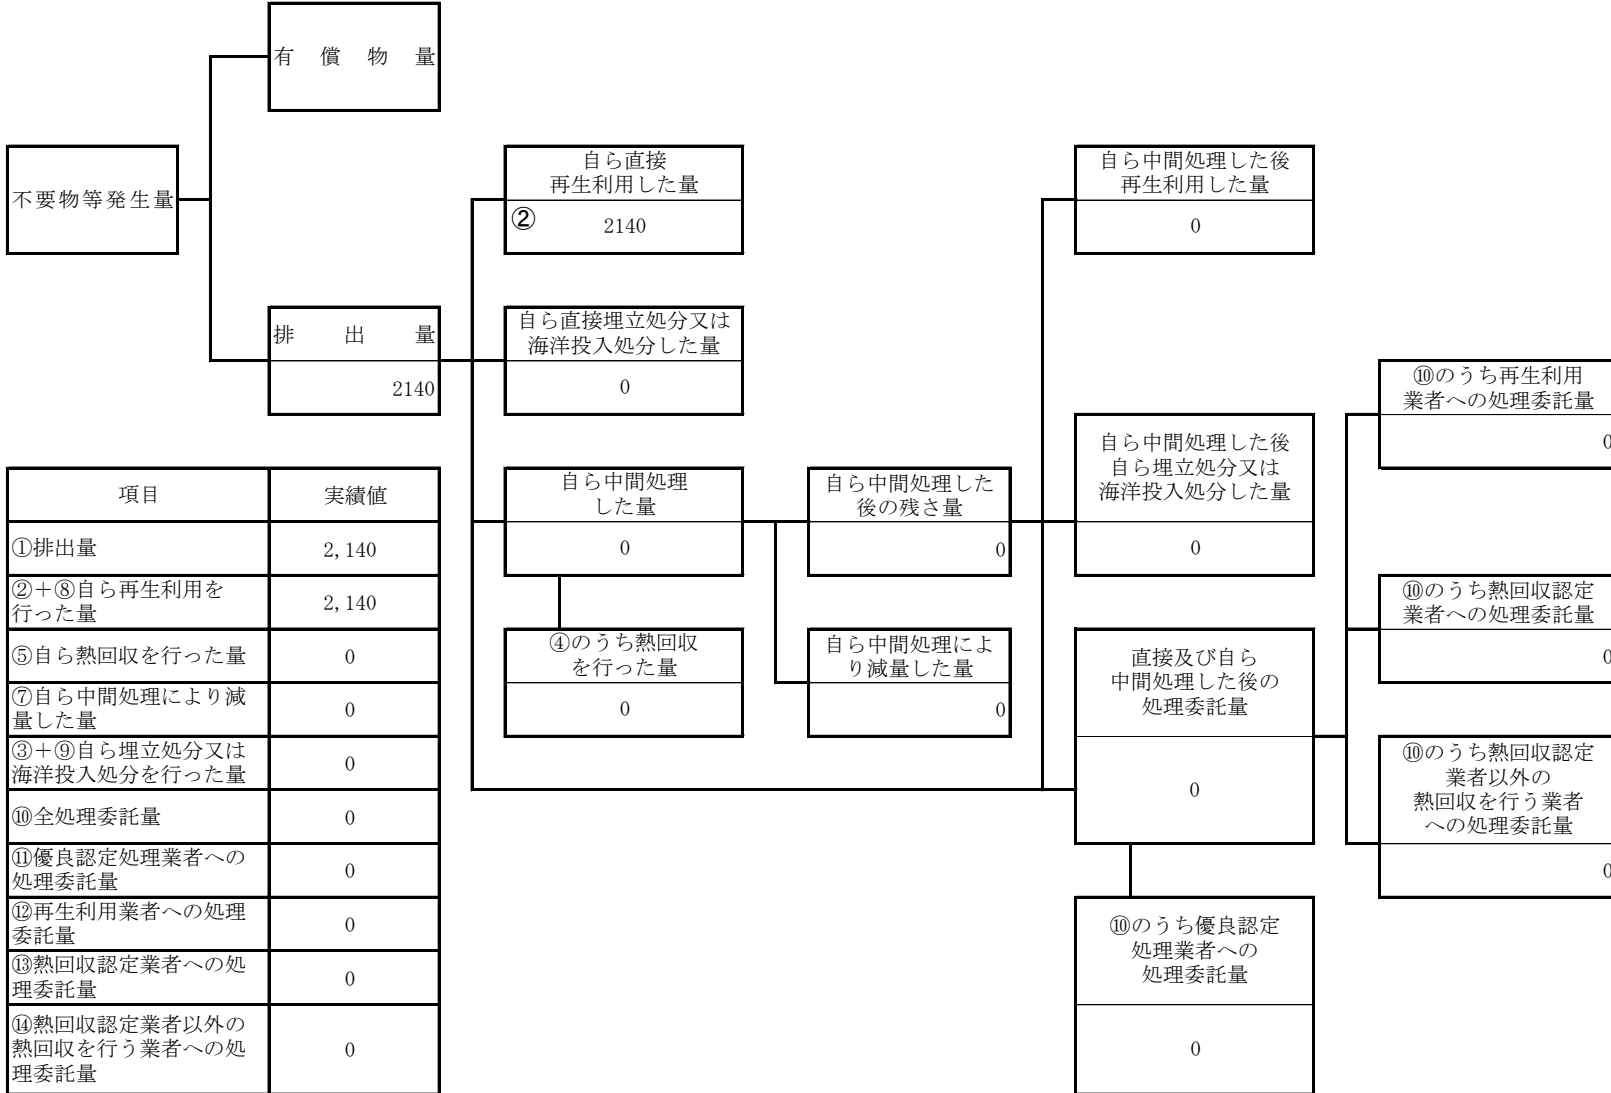 有償物量
不要物等発生量
排出量
2140
自ら直接
再生利用した量
②
2140
自ら直接埋立処分又は
海洋投入処分した量
0
自ら中間処理
した量
0
④のうち熱回収
を行った量
0
自ら中間処理した
後の残さ量
0
自ら中間処理によ
り減量した量
0
自ら中間処理した後
再生利用した量
0
自ら中間処理した後
自ら埋立処分又は
海洋投入処分した量
0
直接及び自ら
中間処理した後の
処理委託量
0
⑩のうち優良認定
処理業者への
処理委託量
0
⑩のうち再生利用
業者への処理委託量
0
⑩のうち熱回収認定
業者への処理委託量
0
⑩のうち熱回収認定
業者以外の
熱回収を行う業者
への処理委託量
0
項目 実績値
①排出量 2,140
②+⑧自ら再生利用を
行った量 2,140
⑤自ら熱回収を行った量 0
⑦自ら中間処理により減
量した量 0
③+⑨自ら埋立処分又は
海洋投入処分を行った量 0
⑩全処理委託量 0
⑪優良認定処理業者への
処理委託量 0
⑫再生利用業者への処理
委託量 0
⑬熱回収認定業者への処
理委託量 0
⑭熱回収認定業者以外の
熱回収を行う業者への処
理委託量 0